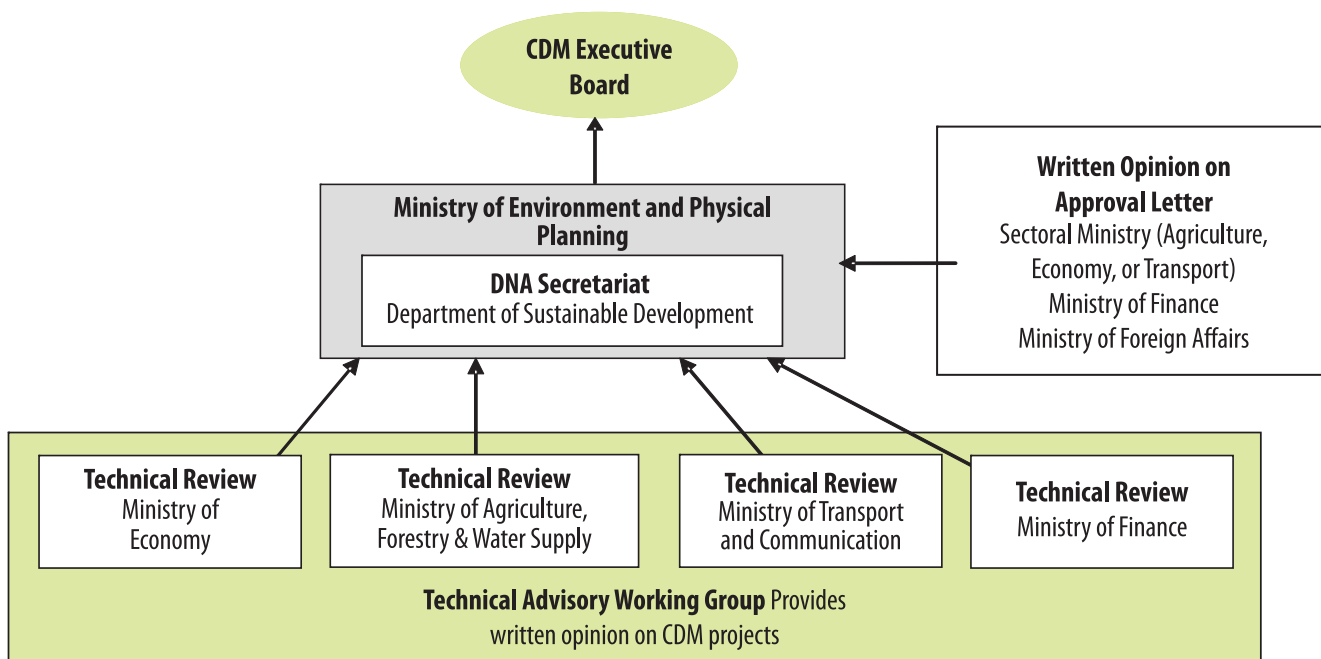 CDM Executive
Board
Ministry of Environment and Physical
Planning
DNA Secretariat
Department of Sustainable Development
Written Opinion on
Approval Letter
Sectoral Ministry (Agriculture,
Economy, or Transport)
Ministry of Finance
Ministry of Foreign Affairs
Technical Review
Ministry of
Economy
Technical Review
Ministry of Agriculture,
Forestry & Water Supply
Technical Review
Ministry of Transport
and Communication
Technical Review
Ministry of Finance
Technical Advisory Working Group Provides
written opinion on CDM projects